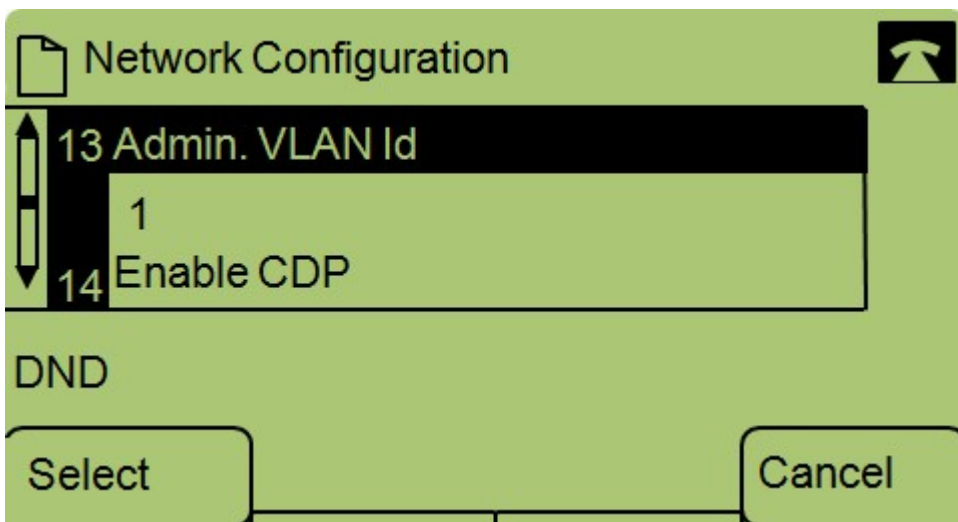 Network Configuration
13 Admin. VLAN Id
1
14 Enable CDP
DND
Select
Cancel